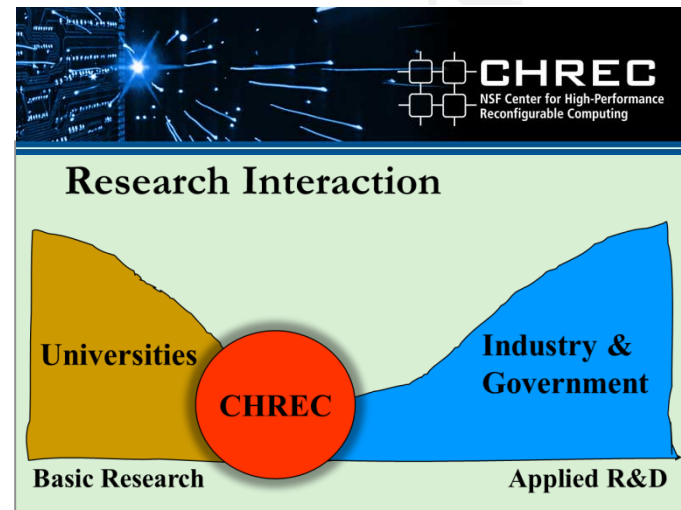 CHREC
NSF Center for High-Performance
Reconfigurable Computing
Research Interaction
Universities
Industry &
Government
CHREC
Basic Research
Applied R&D